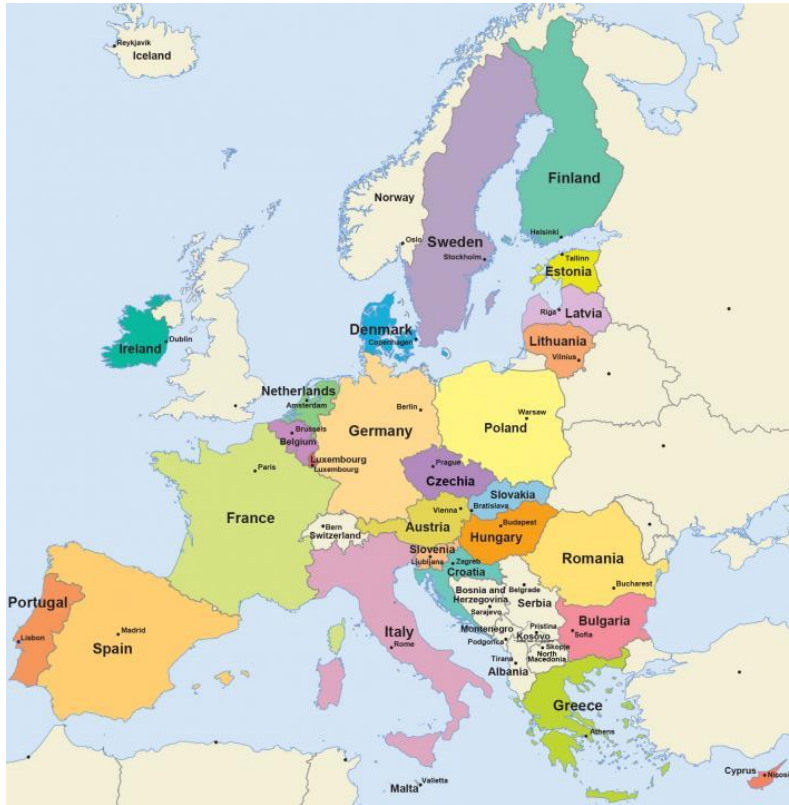 Reykjavik
Iceland
Finland
Norway
Helsinki
Oslo
Sweden
Stockholm
Tallinn
Estonia
Riga
Latvia
Denmark
Copenhagen
Lithuania
Vilnius
Dublin
Ireland
Netherlands
Amsterdam
Berlin
Warsaw
Poland
Brussels
Belgium
Germany
Luxembourg
Luxembourg
Paris
Prague
Czechia
Slovakia
Bratislava
Vienna
Austria
France
Bern
Switzerland
Budapest
Hungary
Slovenia
Ljubljana
Zagreb
Croatia
Romania
Bucharest
Bosnia and
Herzegovina
Sarajevo
Belgrade
Serbia
Portugal
Lisbon
Madrid
Spain
Italy
Rome
Montenegro
Podgorica
Pristina
Kosovo
Bulgaria
Sofia
Skopje
North
Macedonia
Tirana
Albania
Greece
Athens
Malta
Valletta
Cyprus
Nicosi